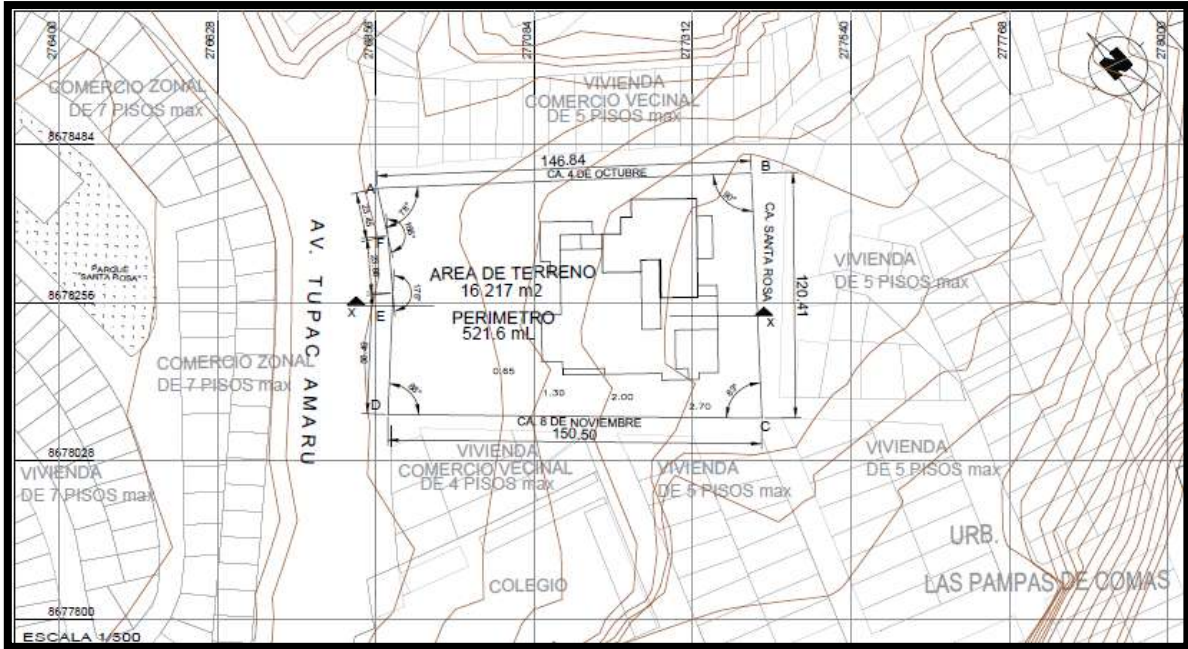 276400
276628
276856
277084
277312
277540
277768
278000
COMERCIO ZONAL
DE 7 PISOS max
VIVIENDA
COMERCIO VECINAL
DE 5 PISOS max
8678484
146.84
CA. 4 DE OCTUBRE
A
B
90°
CA. SANTA ROSA
120.41
F
AV. TUPAC AMARU
PARQUE
SANTA ROSA
AREA DE TERRENO
16 217 m2
PERIMETRO
521.6 mL
VIVIENDA
DE 5 PISOS max
8678256
X
E
X
COMERCIO ZONAL
DE 7 PISOS max
0.65
1.30
2.00
2.70
D
CA. 8 DE NOVIEMBRE
150.50
C
8678028
VIVIENDA
DE 7 PISOS max
VIVIENDA
COMERCIO VECINAL
DE 4 PISOS max
VIVIENDA
DE 5 PISOS max
VIVIENDA
DE 5 PISOS max
URB.
LAS PAMPAS DE COMAS
COLEGIO
8677800
ESCALA 1/500